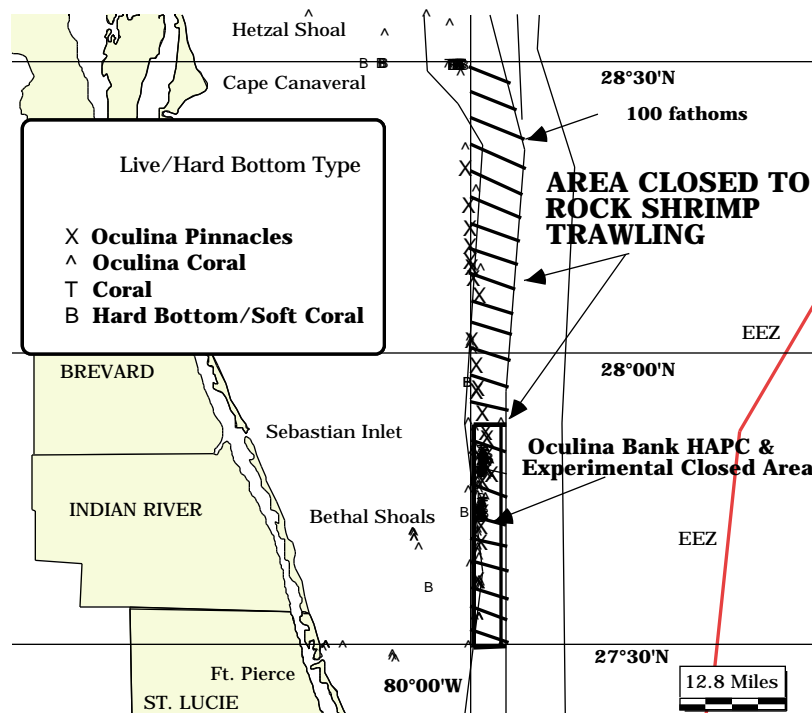 Hetzal Shoal
28°30'N
Cape Canaveral
100 fathoms
Live/Hard Bottom Type
X Oculina Pinnacles
^ Oculina Coral
T Coral
B Hard Bottom/Soft Coral
AREA CLOSED TO
ROCK SHRIMP
TRAWLING
EEZ
28°00'N
BREVARD
Sebastian Inlet
Oculina Bank HAPC &
Experimental Closed Area
INDIAN RIVER
Bethal Shoals
EEZ
27°30'N
Ft. Pierce
80°00'W
12.8 Miles
ST. LUCIE